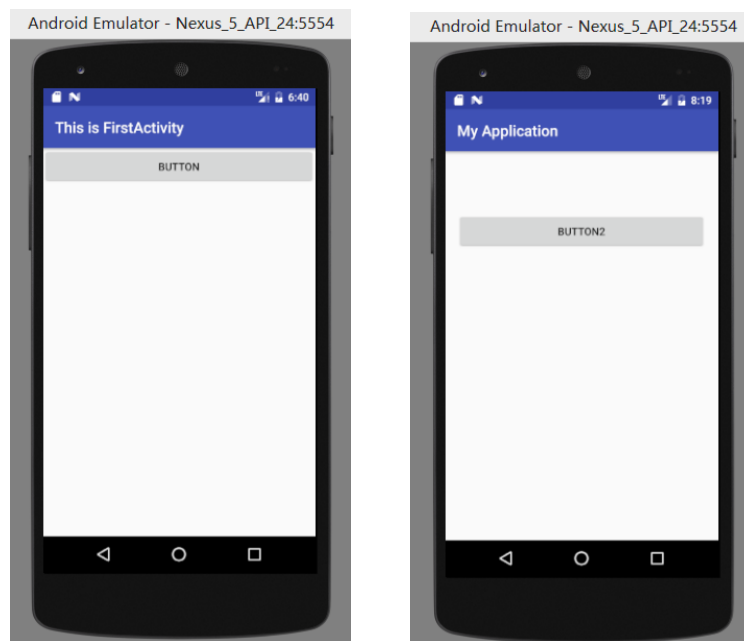 Android Emulator - Nexus_5_API_24:5554
6:40
This is FirstActivity
BUTTON
Android Emulator - Nexus_5_API_24:5554
8:19
My Application
BUTTON2